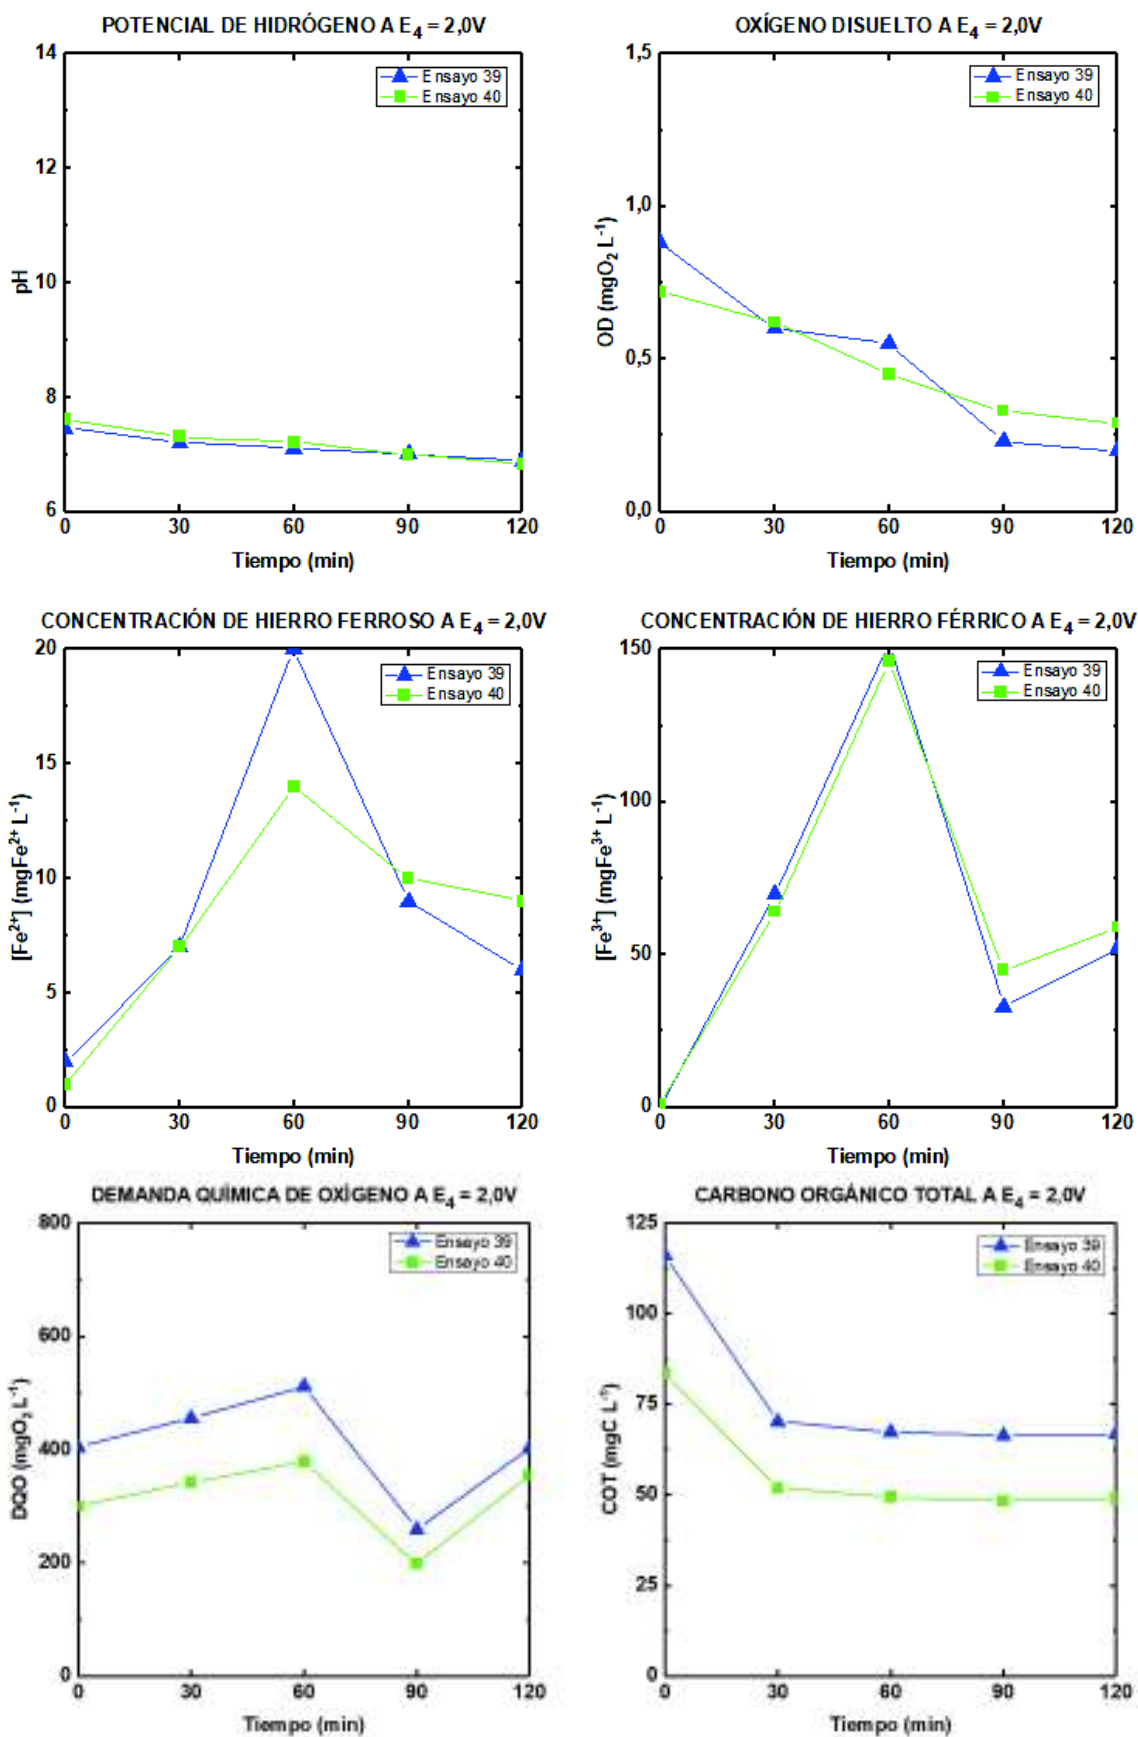 POTENCIAL DE HIDRÓGENO A E4 = 2,0V
14
12
10
8
6
pH
Ensayo 39
Ensayo 40
0 30 60 90 120
Tiempo (min)
OXÍGENO DISUELTO A E4 = 2,0V
1,5
1,0
0,5
0,0
OD (mgO2 L-1)
Ensayo 39
Ensayo 40
0 30 60 90 120
Tiempo (min)
CONCENTRACIÓN DE HIERRO FERROSO A E4 = 2,0V
20
15
10
5
0
[Fe2+] (mgFe2+ L-1)
Ensayo 39
Ensayo 40
0 30 60 90 120
Tiempo (min)
CONCENTRACIÓN DE HIERRO FÉRRICO A E4 = 2,0V
150
100
50
0
[Fe3+] (mgFe3+ L-1)
Ensayo 39
Ensayo 40
0 30 60 90 120
Tiempo (min)
DEMANDA QUÍMICA DE OXÍGENO A E4 = 2,0V
800
600
400
200
0
DQO (mgO2 L-1)
Ensayo 39
Ensayo 40
0 30 60 90 120
Tiempo (min)
CARBONO ORGÁNICO TOTAL A E4 = 2,0V
125
100
75
50
25
0
COT (mgC L-1)
Ensayo 39
Ensayo 40
0 30 60 90 120
Tiempo (min)